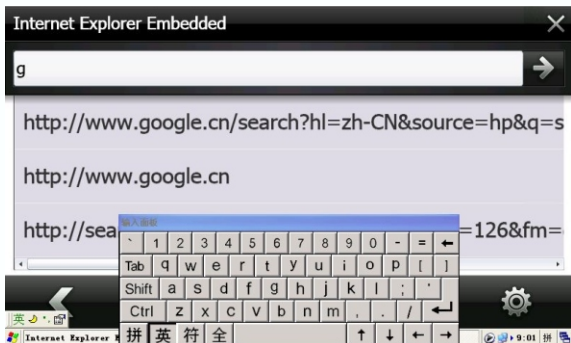 Internet Explorer Embedded
g
http://www.google.cn/search?hl=zh-CN&source=hp&q=s
http://www.google.cn
http://sea
=126&fm=
输入面板
` 1 2 3 4 5 6 7 8 9 0 - =
Tab q w e r t y u i o p [ ]
Shift a s d f g h j k l ; '
Ctrl z x c v b n m , . /
拼 英 符 全
英
Internet Explorer
9:01 拼